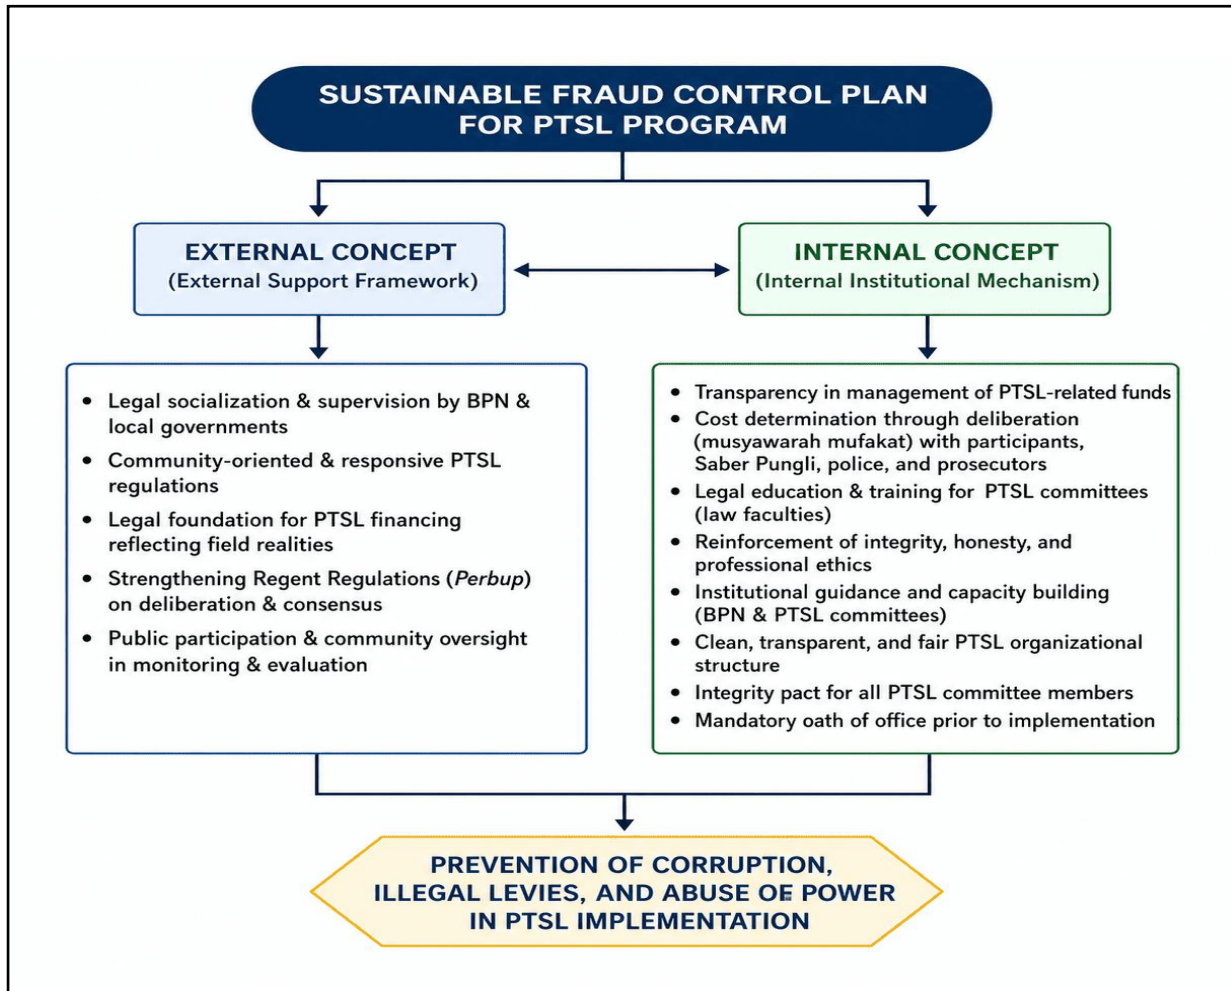 SUSTAINABLE FRAUD CONTROL PLAN
FOR PTSL PROGRAM
EXTERNAL CONCEPT
(External Support Framework)
INTERNAL CONCEPT
(Internal Institutional Mechanism)
• Legal socialization & supervision by BPN &
local governments
• Community-oriented & responsive PTSL
regulations
• Legal foundation for PTSL financing
reflecting field realities
• Strengthening Regent Regulations (Perbup)
on deliberation & consensus
• Public participation & community oversight
in monitoring & evaluation
• Transparency in management of PTSL-related funds
• Cost determination through deliberation
(musyawarah mufakat) with participants,
Saber Pungli, police, and prosecutors
• Legal education & training for PTSL committees
(law faculties)
• Reinforcement of integrity, honesty, and
professional ethics
• Institutional guidance and capacity building
(BPN & PTSL committees)
• Clean, transparent, and fair PTSL organizational
structure
• Integrity pact for all PTSL committee members
• Mandatory oath of office prior to implementation
PREVENTION OF CORRUPTION,
ILLEGAL LEVIES, AND ABUSE OF POWER
IN PTSL IMPLEMENTATION